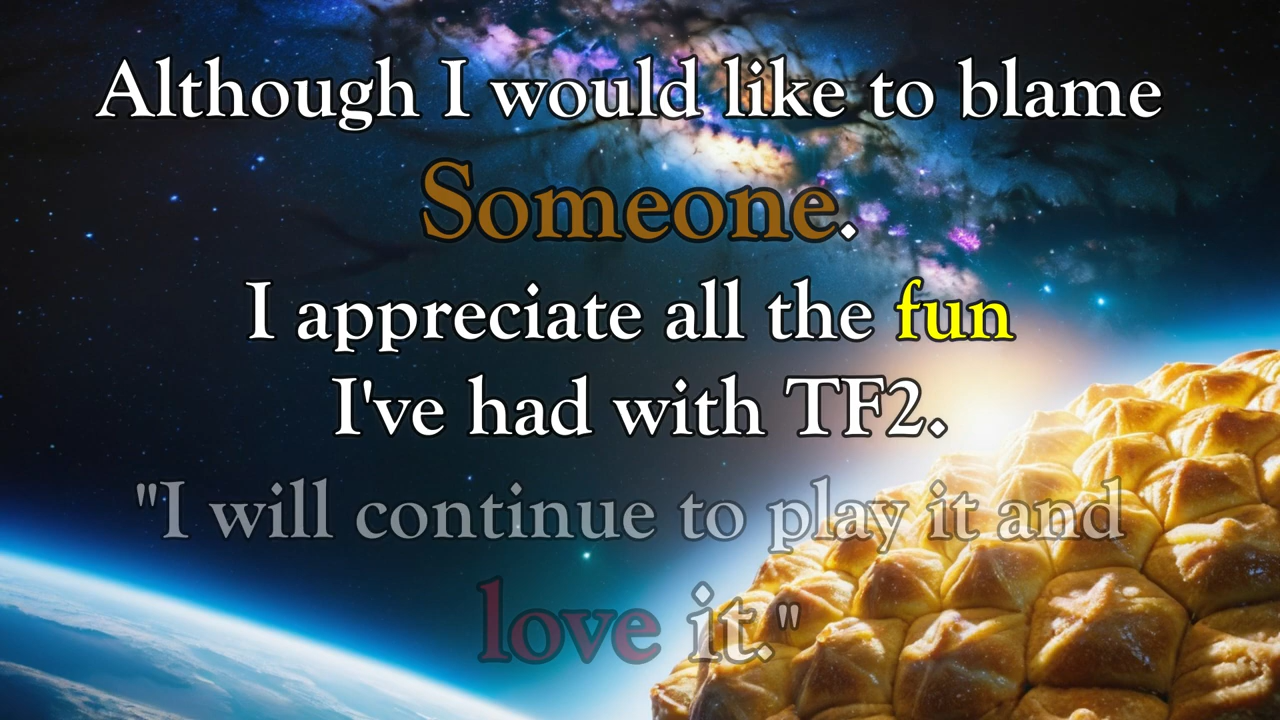 Although I would like to blame
Someone.
I appreciate all the fun
I've had with TF2.
"I will continue to play it and
love it."